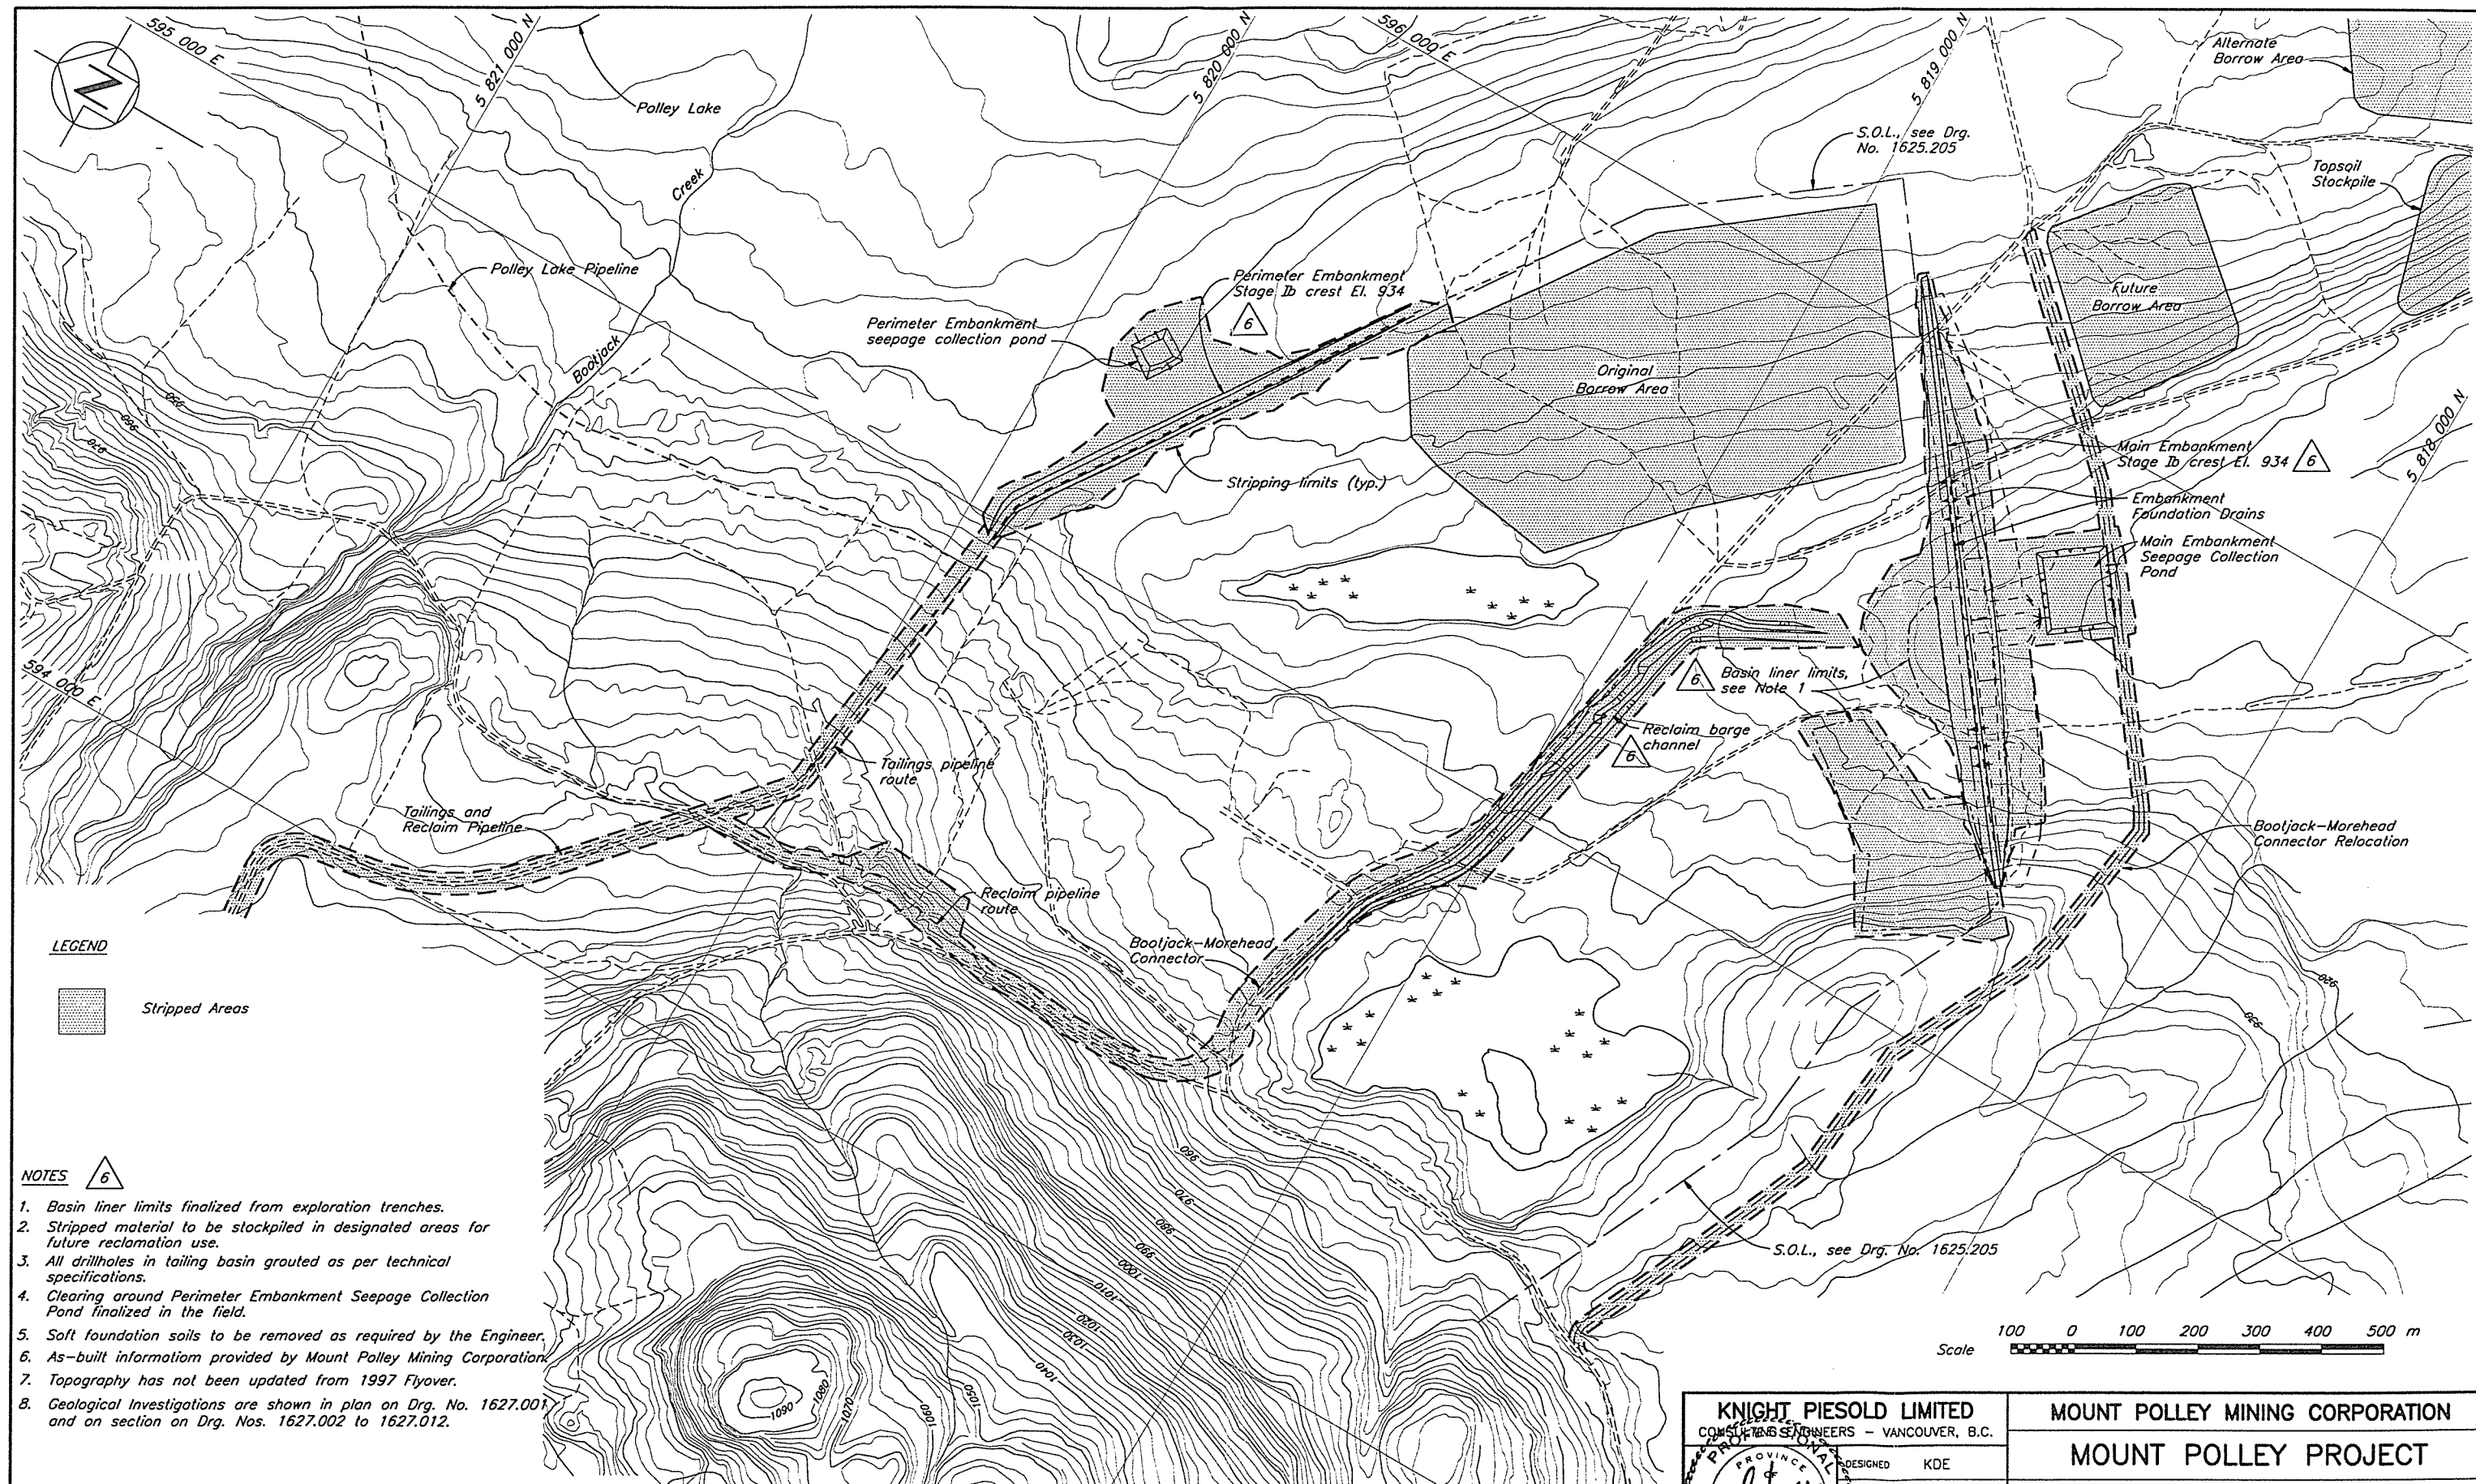 595 000 E
5 821 000 N
5 820 000 N
596 000 E
5 819 000 N
Alternate
Borrow Area
Polley Lake
S.O.L., see Drg.
No. 1625.205
Topsoil
Stockpile
Creek
Polley Lake Pipeline
Perimeter Embankment
Stage Ib crest El. 934
6
Future
Borrow Area
Perimeter Embankment
seepage collection pond
Bootjack
Original
Borrow Area
950
960
970
Main Embankment
Stage Ib crest El. 934
6
5 818 000 N
Stripping limits (typ.)
Embankment
Foundation Drains
Main Embankment
Seepage Collection
Pond
594 000 E
6
Basin liner limits,
see Note 1
Reclaim barge
channel
6
Tailings pipeline
route
Tailings and
Reclaim Pipeline
Bootjack-Morehead
Connector Relocation
Reclaim pipeline
route
Bootjack-Morehead
Connector
LEGEND
Stripped Areas
920
930
960
970
980
990
1000
1010
1020
1030
1040
1050
1060
1070
1080
1090
S.O.L., see Drg. No. 1625.205
NOTES
6
1. Basin liner limits finalized from exploration trenches.
2. Stripped material to be stockpiled in designated areas for
future reclamation use.
3. All drillholes in tailing basin grouted as per technical
specifications.
4. Clearing around Perimeter Embankment Seepage Collection
Pond finalized in the field.
5. Soft foundation soils to be removed as required by the Engineer.
6. As-built informatiom provided by Mount Polley Mining Corporation.
7. Topography has not been updated from 1997 Flyover.
8. Geological Investigations are shown in plan on Drg. No. 1627.001
and on section on Drg. Nos. 1627.002 to 1627.012.
Scale
100 0 100 200 300 400 500 m
KNIGHT PIESOLD LIMITED
CONSULTING ENGINEERS - VANCOUVER, B.C.
MOUNT POLLEY MINING CORPORATION
MOUNT POLLEY PROJECT
PROFESSIONAL
PROVINCE
OF
DESIGNED KDE